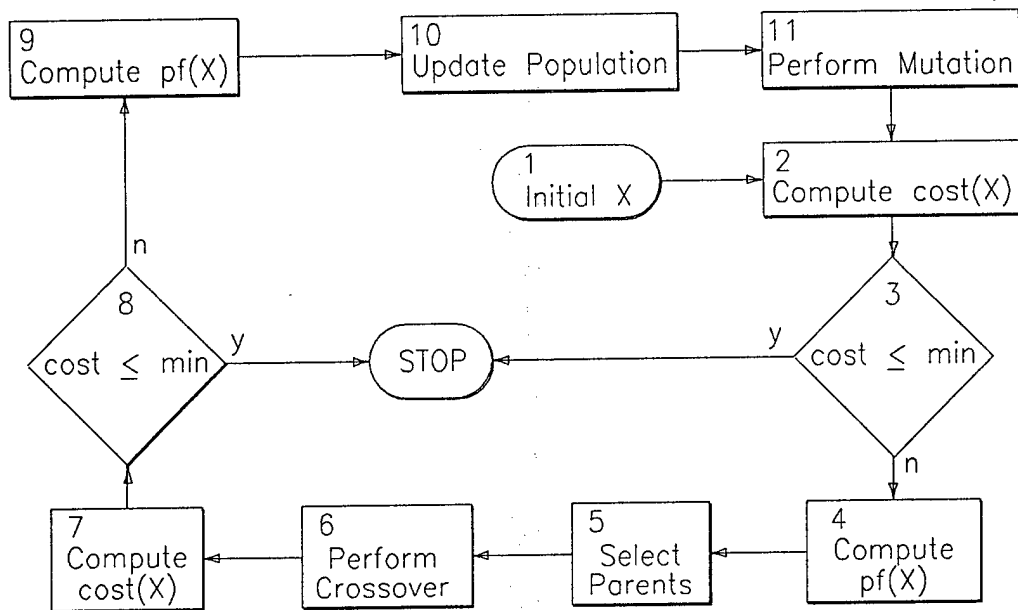 9
Compute pf(X)
10
Update Population
11
Perform Mutation
1
Initial X
2
Compute cost(X)
n
8
cost ≤ min
y
STOP
y
3
cost ≤ min
n
7
Compute
cost(X)
6
Perform
Crossover
5
Select
Parents
4
Compute
pf(X)